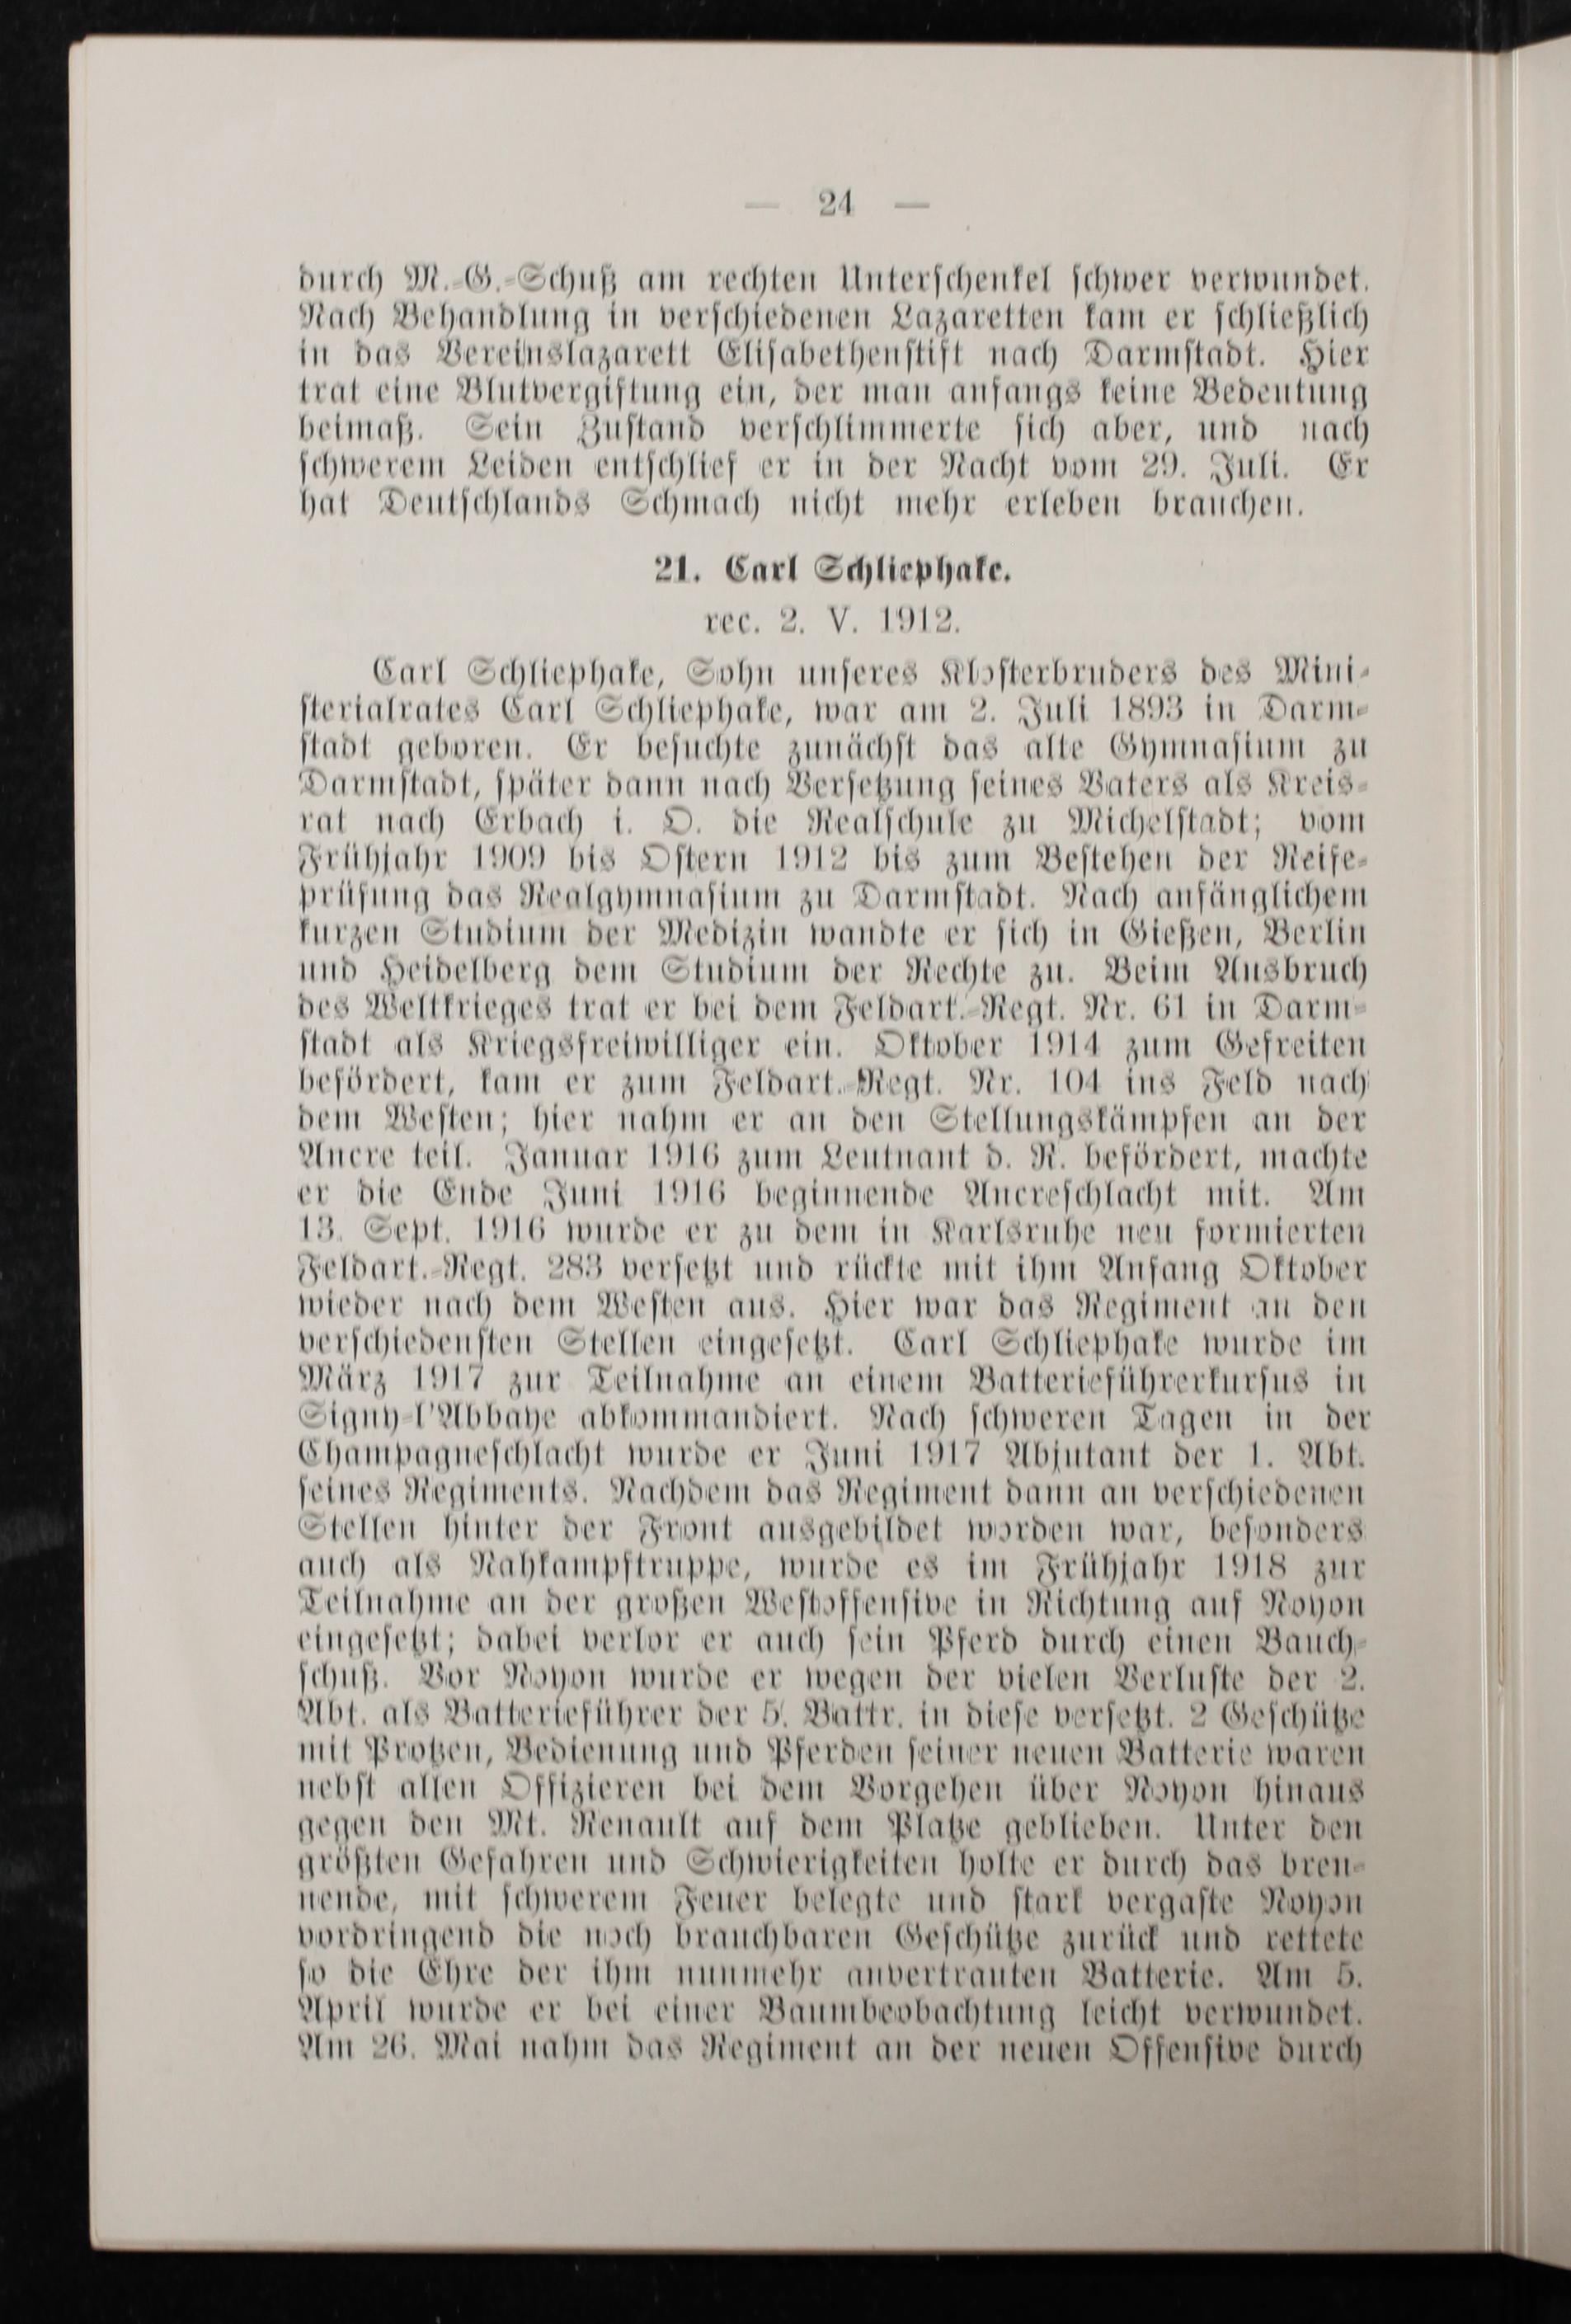 — 24 —
durch M.-G.-Schuß am rechten Unterschenkel schwer verwundet.
Nach Behandlung in verschiedenen Lazaretten kam er schließlich
in das Vereinslazarett Elisabethenstift nach Darmstadt. Hier
trat eine Blutvergiftung ein, der man anfangs keine Bedeutung
beimaß. Sein Zustand verschlimmerte sich aber, und nach
schwerem Leiden entschlief er in der Nacht vom 29. Juli. Er
hat Deutschlands Schmach nicht mehr erleben brauchen.
21. Carl Schliephake.
rec. 2. V. 1912.
Carl Schliephake, Sohn unseres Klosterbruders des Mini-
sterialrates Carl Schliephake, war am 2. Juli 1893 in Darm-
stadt geboren. Er besuchte zunächst das alte Gymnasium zu
Darmstadt, später dann nach Versetzung seines Vaters als Kreis-
rat nach Erbach i. O. die Realschule zu Michelstadt; vom
Frühjahr 1909 bis Ostern 1912 bis zum Bestehen der Reife-
prüfung das Realgymnasium zu Darmstadt. Nach anfänglichem
kurzen Studium der Medizin wandte er sich in Gießen, Berlin
und Heidelberg dem Studium der Rechte zu. Beim Ausbruch
des Weltkrieges trat er bei dem Feldart.-Regt. Nr. 61 in Darm-
stadt als Kriegsfreiwilliger ein. Oktober 1914 zum Gefreiten
befördert, kam er zum Feldart.-Regt. Nr. 104 ins Feld nach
dem Westen; hier nahm er an den Stellungskämpfen an der
Ancre teil. Januar 1916 zum Leutnant d. R. befördert, machte
er die Ende Juni 1916 beginnende Ancreschlacht mit. Am
13. Sept. 1916 wurde er zu dem in Karlsruhe neu formierten
Feldart.-Regt. 283 versetzt und rückte mit ihm Anfang Oktober
wieder nach dem Westen aus. Hier war das Regiment an den
verschiedensten Stellen eingesetzt. Carl Schliephake wurde im
März 1917 zur Teilnahme an einem Batterieführerkursus in
Signy-l'Abbaye abkommandiert. Nach schweren Tagen in der
Champagneschlacht wurde er Juni 1917 Abjutant der 1. Abt.
seines Regiments. Nachdem das Regiment dann an verschiedenen
Stellen hinter der Front ausgebildet worden war, besonders
auch als Nahkampftruppe, wurde es im Frühjahr 1918 zur
Teilnahme an der großen Westoffensive in Richtung auf Noyon
eingesetzt; dabei verlor er auch sein Pferd durch einen Bauch-
schuß. Vor Noyon wurde er wegen der vielen Verluste der 2.
Abt. als Batterieführer der 5. Battr. in diese versetzt. 2 Geschütze
mit Protzen, Bedienung und Pferden seiner neuen Batterie waren
nebst allen Offizieren bei dem Vorgehen über Noyon hinaus
gegen den Mt. Renault auf dem Platze geblieben. Unter den
größten Gefahren und Schwierigkeiten holte er durch das bren-
nende, mit schwerem Feuer belegte und stark vergaste Noyon
vordringend die noch brauchbaren Geschütze zurück und rettete
so die Ehre der ihm nunmehr anvertrauten Batterie. Am 5.
April wurde er bei einer Baumbeobachtung leicht verwundet.
Am 26. Mai nahm das Regiment an der neuen Offensive durch